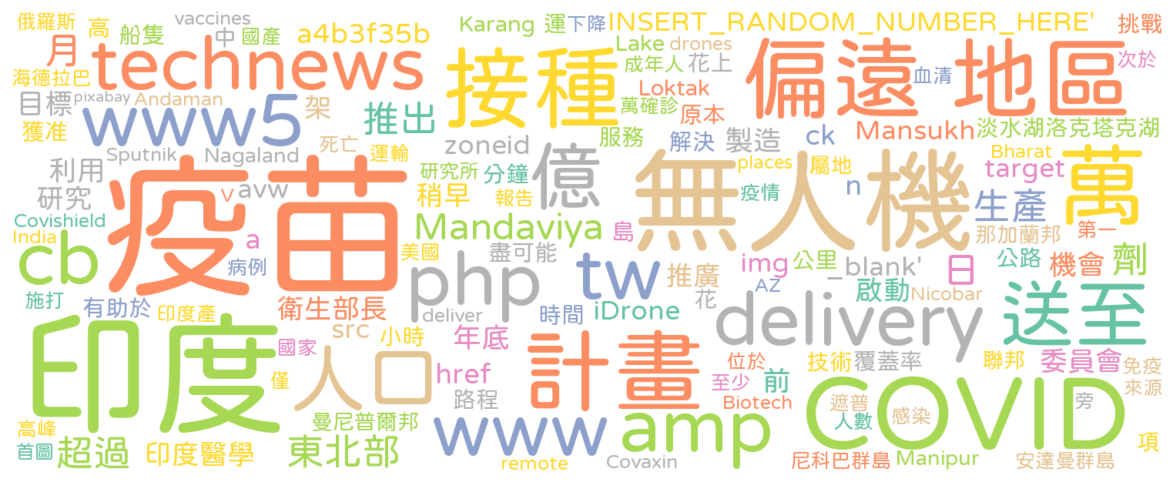 俄羅斯 高 船隻 vaccines 中 國產 a4b3f35b Karang 運 下降 INSERT_RANDOM_NUMBER_HERE' 挑戰
月 technews 接種 Lake drones 成年人 花上 偏遠 地區 血清 次於
海德拉巴 目標 pixabay Andaman 架 Loktak 萬確診 原本
獲准 www5 推出 服務 解決 製造 ck Mansukh 淡水湖洛克塔克湖
利用 Sputnik Nagaland 死亡 運輸 研究所 分鐘 zoneid 億 無人機 places 屬地 n target Bharat 萬
研究 疫苗 v avw 稍早 報告 疫情 生產
Covishield a Mandaviya 島 那加蘭邦 第一
India cb 病例 美國 php 盡可能 tw 推廣 img 公里 _blank' 日 公路 機會 劑
施打 有助於 印度產 衛生部長 deliver 時間 iDrone 花 delivery AZ 啟動 Nicobar 送至
印度 國家 src 小時 年底 計畫 位於 技術 覆蓋率 聯邦 委員會 免疫
僅 人口 href 路程 至少 前 Biotech COVID 來源
高峰 曼尼普爾邦 www amp 遮普 人數 感染 旁
首圖 超過 印度醫學 東北部 remote Covaxin 尼科巴群島 Manipur 安達曼群島 項